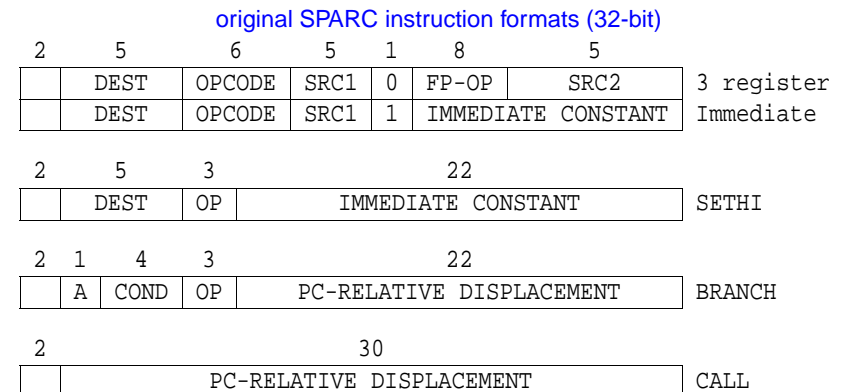 original SPARC instruction formats (32-bit)
2 5 6 5 1 8 5
DEST OPCODE SRC1 0 FP-OP SRC2 3 register
DEST OPCODE SRC1 1 IMMEDIATE CONSTANT Immediate
2 5 3 22
DEST OP IMMEDIATE CONSTANT SETHI
2 1 4 3 22
A COND OP PC-RELATIVE DISPLACEMENT BRANCH
2 30
PC-RELATIVE DISPLACEMENT CALL